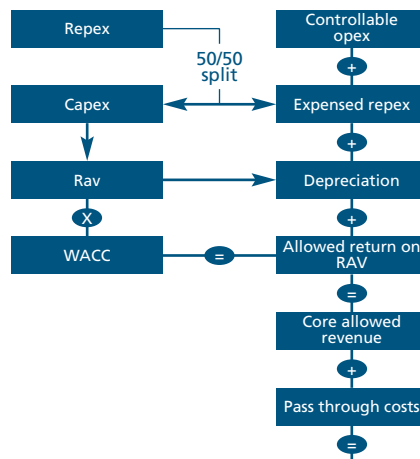 Repex
Controllable
opex
50/50
split
+
Capex
Expensed repex
+
Rav
Depreciation
X
+
WACC
=
Allowed return on
RAV
=
Core allowed
revenue
+
Pass through costs
=